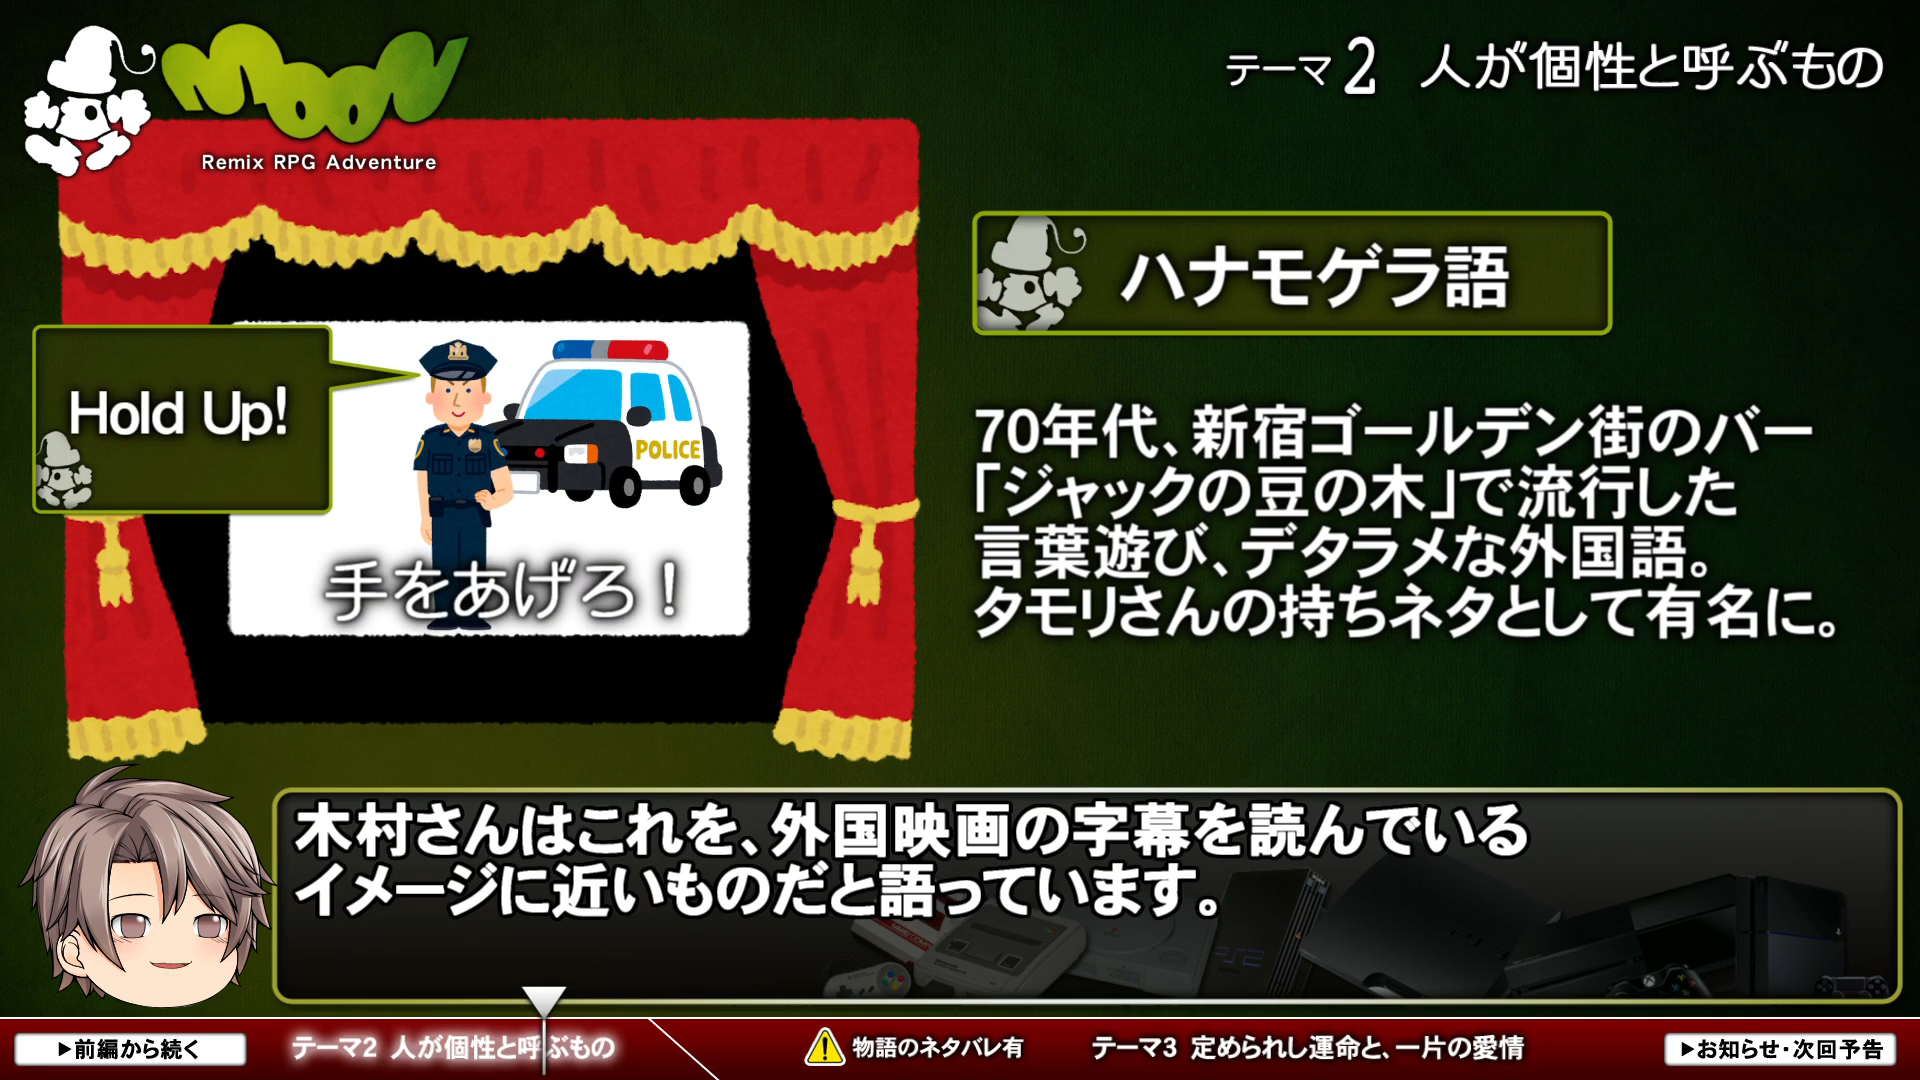 moon
Remix RPG Adventure
テーマ2 人が個性と呼ぶもの
ハナモゲラ語
Hold Up!
POLICE
手をあげろ！
70年代、新宿ゴールデン街のバー
「ジャックの豆の木」で流行した
言葉遊び、デタラメな外国語。
タモリさんの持ちネタとして有名に。
木村さんはこれを、外国映画の字幕を読んでいる
イメージに近いものだと語っています。
▶前編から続く
テーマ2 人が個性と呼ぶもの
物語のネタバレ有
テーマ3 定められし運命と、一片の愛情
▶お知らせ・次回予告